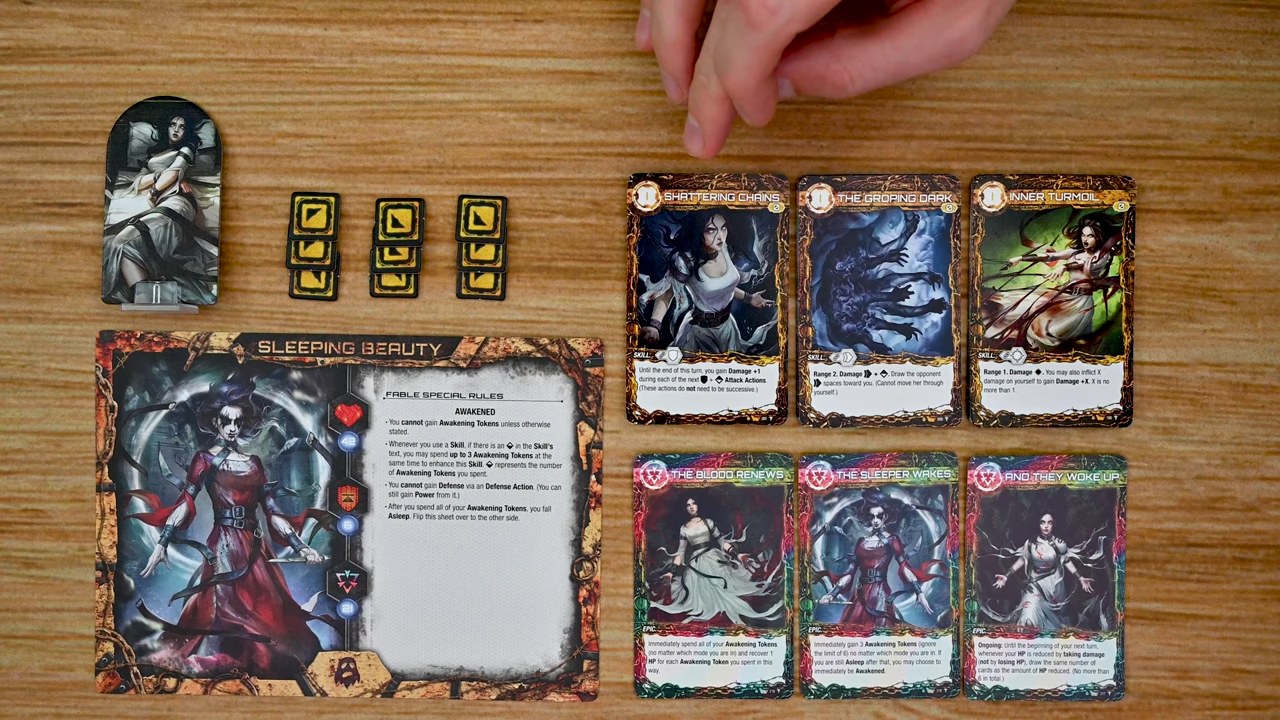 SHATTERING CHAINS
0
SKILL:
Until the end of this turn, you gain Damage +1
during each of the next + Attack Actions.
(These actions do not need to be successful.)
THE GROPING DARK
0
SKILL:
Range 2. Damage + . Draw the opponent
spaces toward you. (Cannot move her through
yourself.)
INNER TURMOIL
0
SKILL:
Range 1. Damage . You may also inflict X
damage on yourself to gain Damage +X. X is no
more than 1.
SLEEPING BEAUTY
FABLE SPECIAL RULES
AWAKENED
• You cannot gain Awakening Tokens unless otherwise
stated.
• Whenever you use a Skill, if there is an in the Skill's
text, you may spend up to 3 Awakening Tokens at
the same time to enhance this Skill. represents the number
of Awakening Tokens you spent.
• You cannot gain Defense via an Defense Action. (You can
still gain Power from it.)
• After you spend all of your Awakening Tokens, you fall
Asleep. Flip this sheet over to the other side.
6
THE BLOOD RENEWS
EPIC
Immediately spend all of your Awakening Tokens
(no matter which mode you are in) and recover 1
HP for each Awakening Token you spent in this
way.
THE SLEEPER WAKES
EPIC
Immediately gain 3 Awakening Tokens (ignore
the limit of 6) no matter which mode you are in. If
you are still Asleep after that, you may choose to
immediately be Awakened.
AND THEY WOKE UP
EPIC
Ongoing: Until the beginning of your next turn,
whenever your HP is reduced by taking damage
(not by losing HP), draw the same number of
cards as the amount of HP reduced. (No more than
6 in total.)